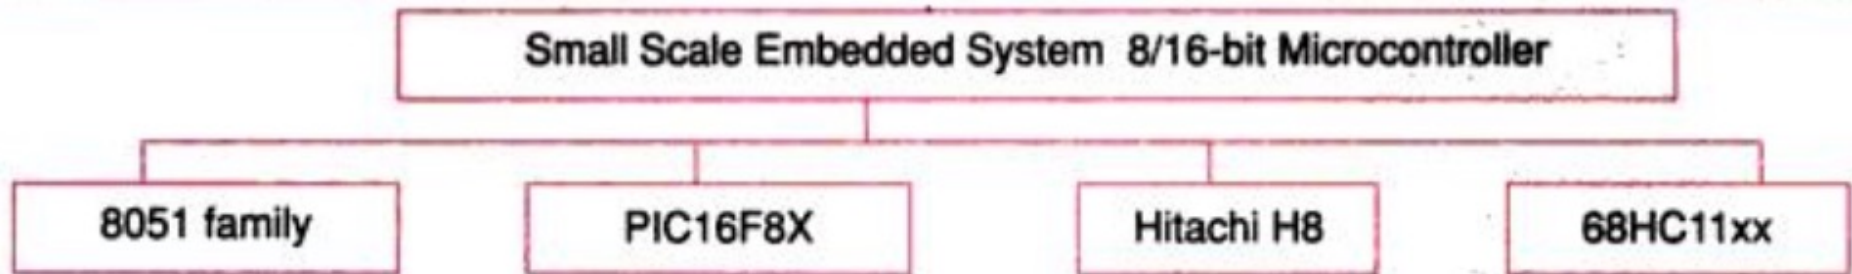 Small Scale Embedded System 8/16-bit Microcontroller
8051 family
PIC16F8X
Hitachi H8
68HC11xx